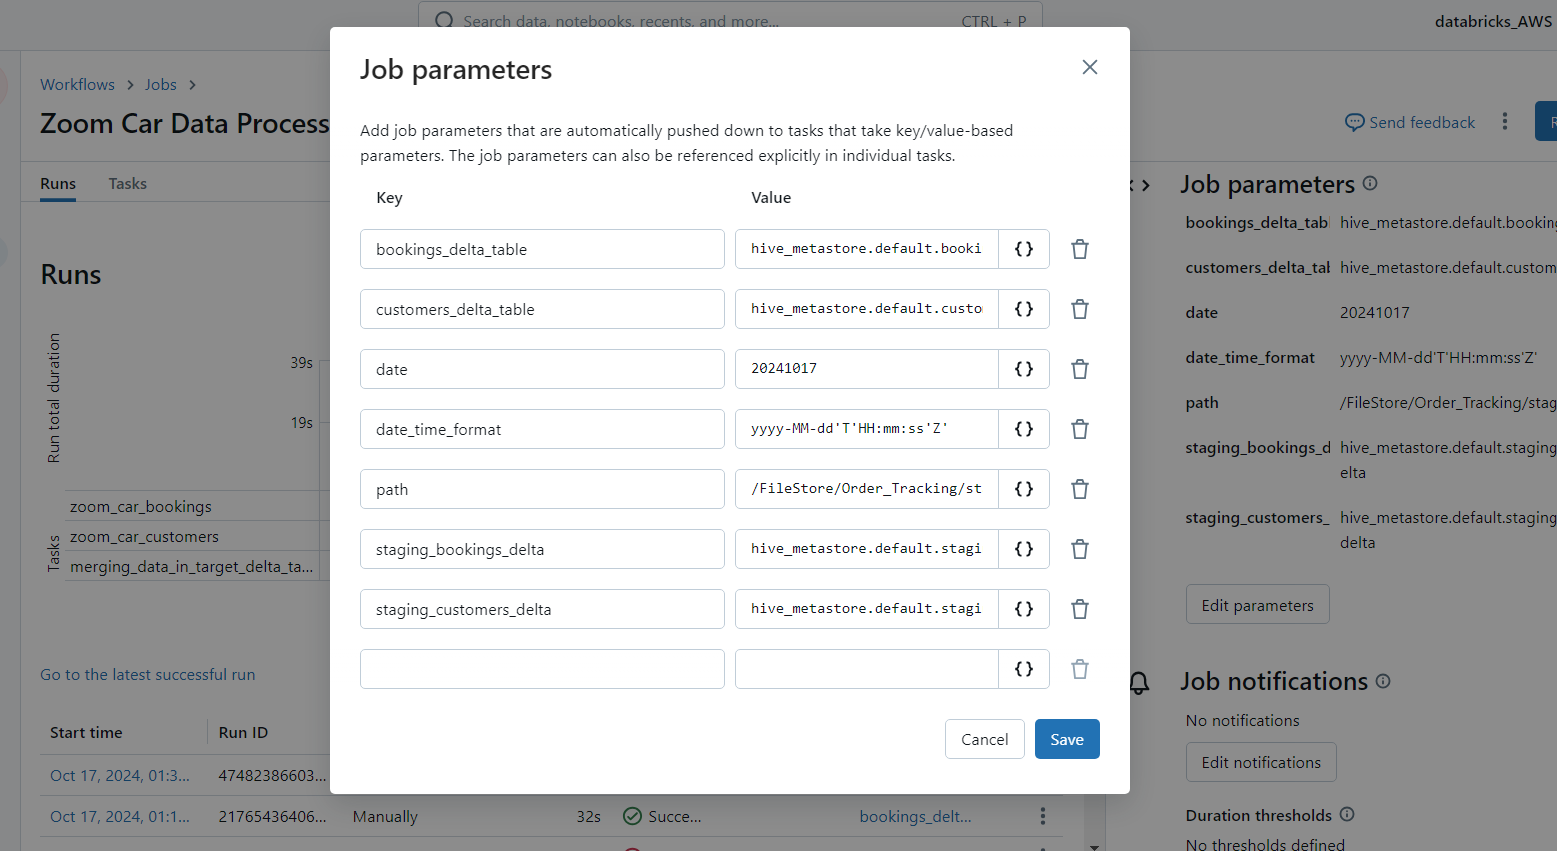 Search data, notebooks, recents, and more... CTRL + P
databricks_AWS
Workflows > Jobs >
Zoom Car Data Process
Send feedback
Runs Tasks
Runs
Run total duration
39s
19s
Tasks
zoom_car_bookings
zoom_car_customers
merging_data_in_target_delta_ta...
Go to the latest successful run
Start time Run ID
Oct 17, 2024, 01:3... 47482386603...
Oct 17, 2024, 01:1... 21765436406... Manually 32s Succe... bookings_delt...
Job parameters
Add job parameters that are automatically pushed down to tasks that take key/value-based
parameters. The job parameters can also be referenced explicitly in individual tasks.
Key Value
bookings_delta_table hive_metastore.default.booki {}
customers_delta_table hive_metastore.default.custo {}
date 20241017 {}
date_time_format yyyy-MM-dd'T'HH:mm:ss'Z' {}
path /FileStore/Order_Tracking/st {}
staging_bookings_delta hive_metastore.default.stagi {}
staging_customers_delta hive_metastore.default.stagi {}
{}
Cancel Save
Job parameters
bookings_delta_tabl hive_metastore.default.booking
customers_delta_tal hive_metastore.default.custom
date 20241017
date_time_format yyyy-MM-dd'T'HH:mm:ss'Z'
path /FileStore/Order_Tracking/stag
staging_bookings_d hive_metastore.default.staging
elta
staging_customers_ hive_metastore.default.staging
delta
Edit parameters
Job notifications
No notifications
Edit notifications
Duration thresholds
No thresholds defined